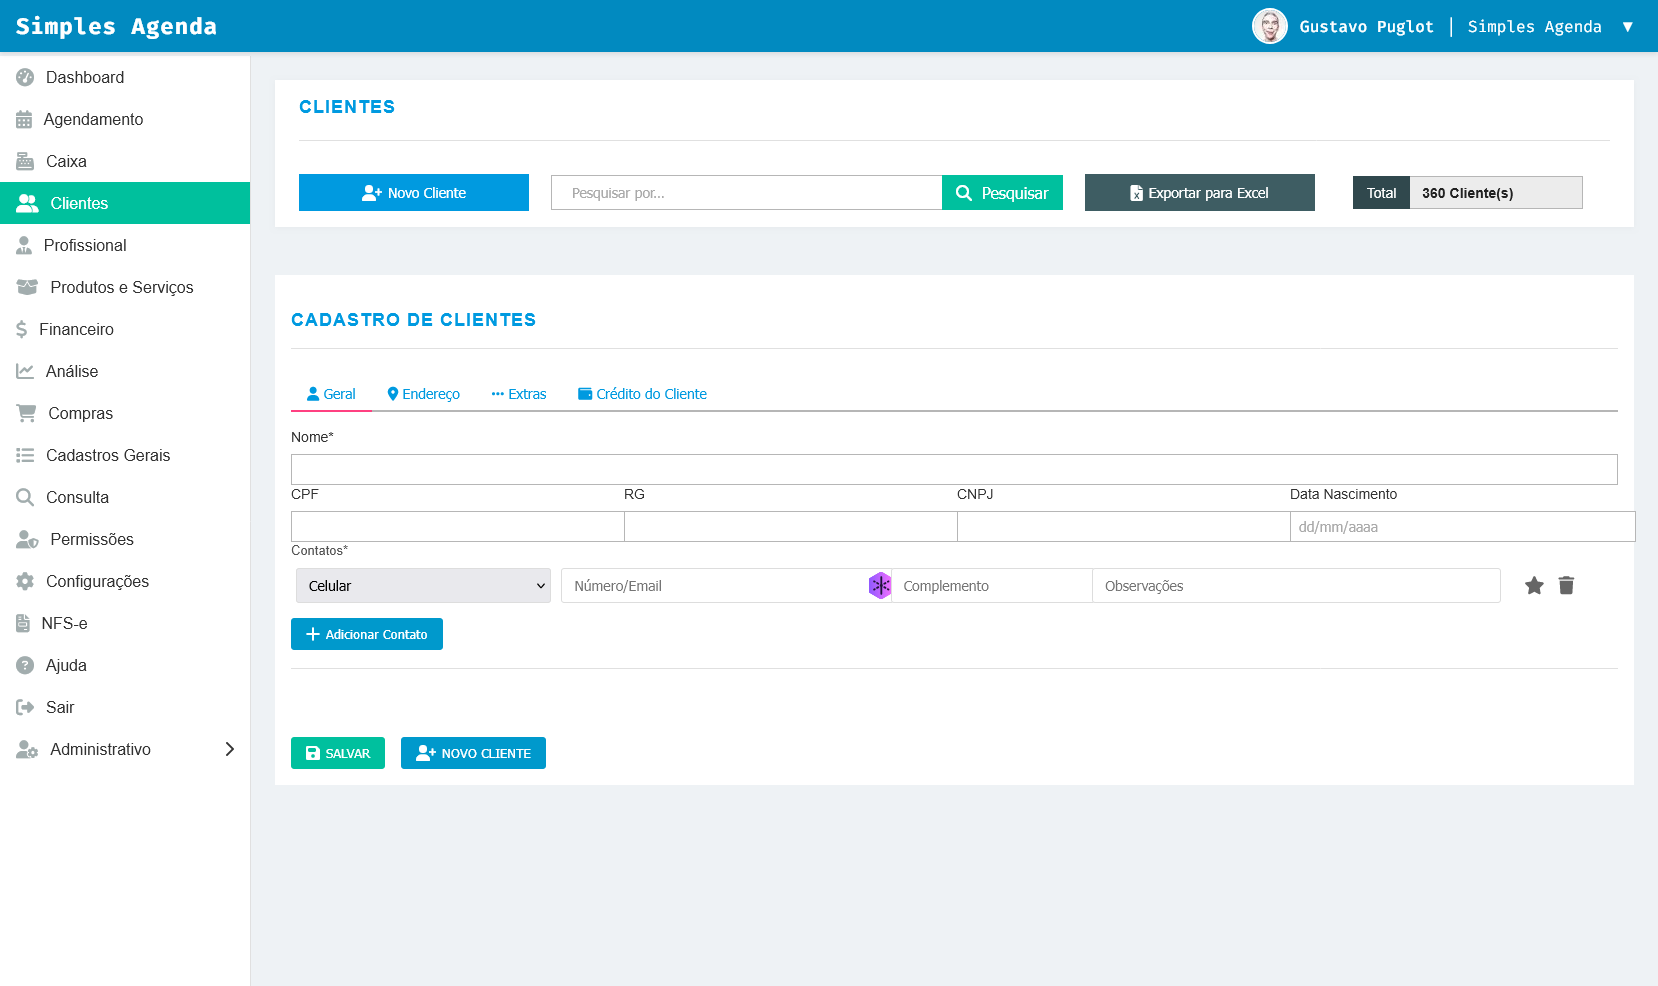 Simples Agenda
Gustavo Puglot | Simples Agenda ▼
Dashboard
Agendamento
Caixa
Clientes
Profissional
Produtos e Serviços
Financeiro
Análise
Compras
Cadastros Gerais
Consulta
Permissões
Configurações
NFS-e
Ajuda
Sair
Administrativo
CLIENTES
Novo Cliente
Pesquisar por...
Pesquisar
Exportar para Excel
Total
360 Cliente(s)
CADASTRO DE CLIENTES
Geral
Endereço
Extras
Crédito do Cliente
Nome*
CPF
RG
CNPJ
Data Nascimento
dd/mm/aaaa
Contatos*
Celular
Número/Email
Complemento
Observações
Adicionar Contato
SALVAR
NOVO CLIENTE